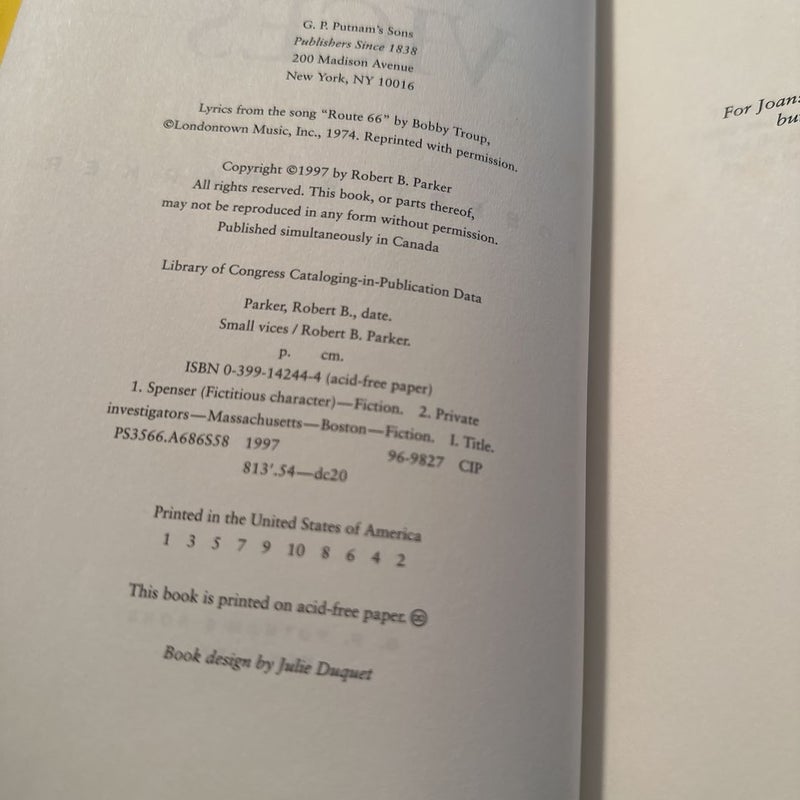 G. P. Putnam's Sons
Publishers Since 1838
200 Madison Avenue
New York, NY 10016
Lyrics from the song "Route 66" by Bobby Troup,
©Londontown Music, Inc., 1974. Reprinted with permission.
Copyright ©1997 by Robert B. Parker
All rights reserved. This book, or parts thereof,
may not be reproduced in any form without permission.
Published simultaneously in Canada
Library of Congress Cataloging-in-Publication Data
Parker, Robert B., date.
Small vices / Robert B. Parker.
p. cm.
ISBN 0-399-14244-4 (acid-free paper)
1. Spenser (Fictitious character)—Fiction. 2. Private
investigators—Massachusetts—Boston—Fiction. I. Title.
PS3566.A686S58 1997 96-9827 CIP
813'.54—dc20
Printed in the United States of America
1 3 5 7 9 10 8 6 4 2
This book is printed on acid-free paper. ♾
Book design by Julie Duquet
For Joan: